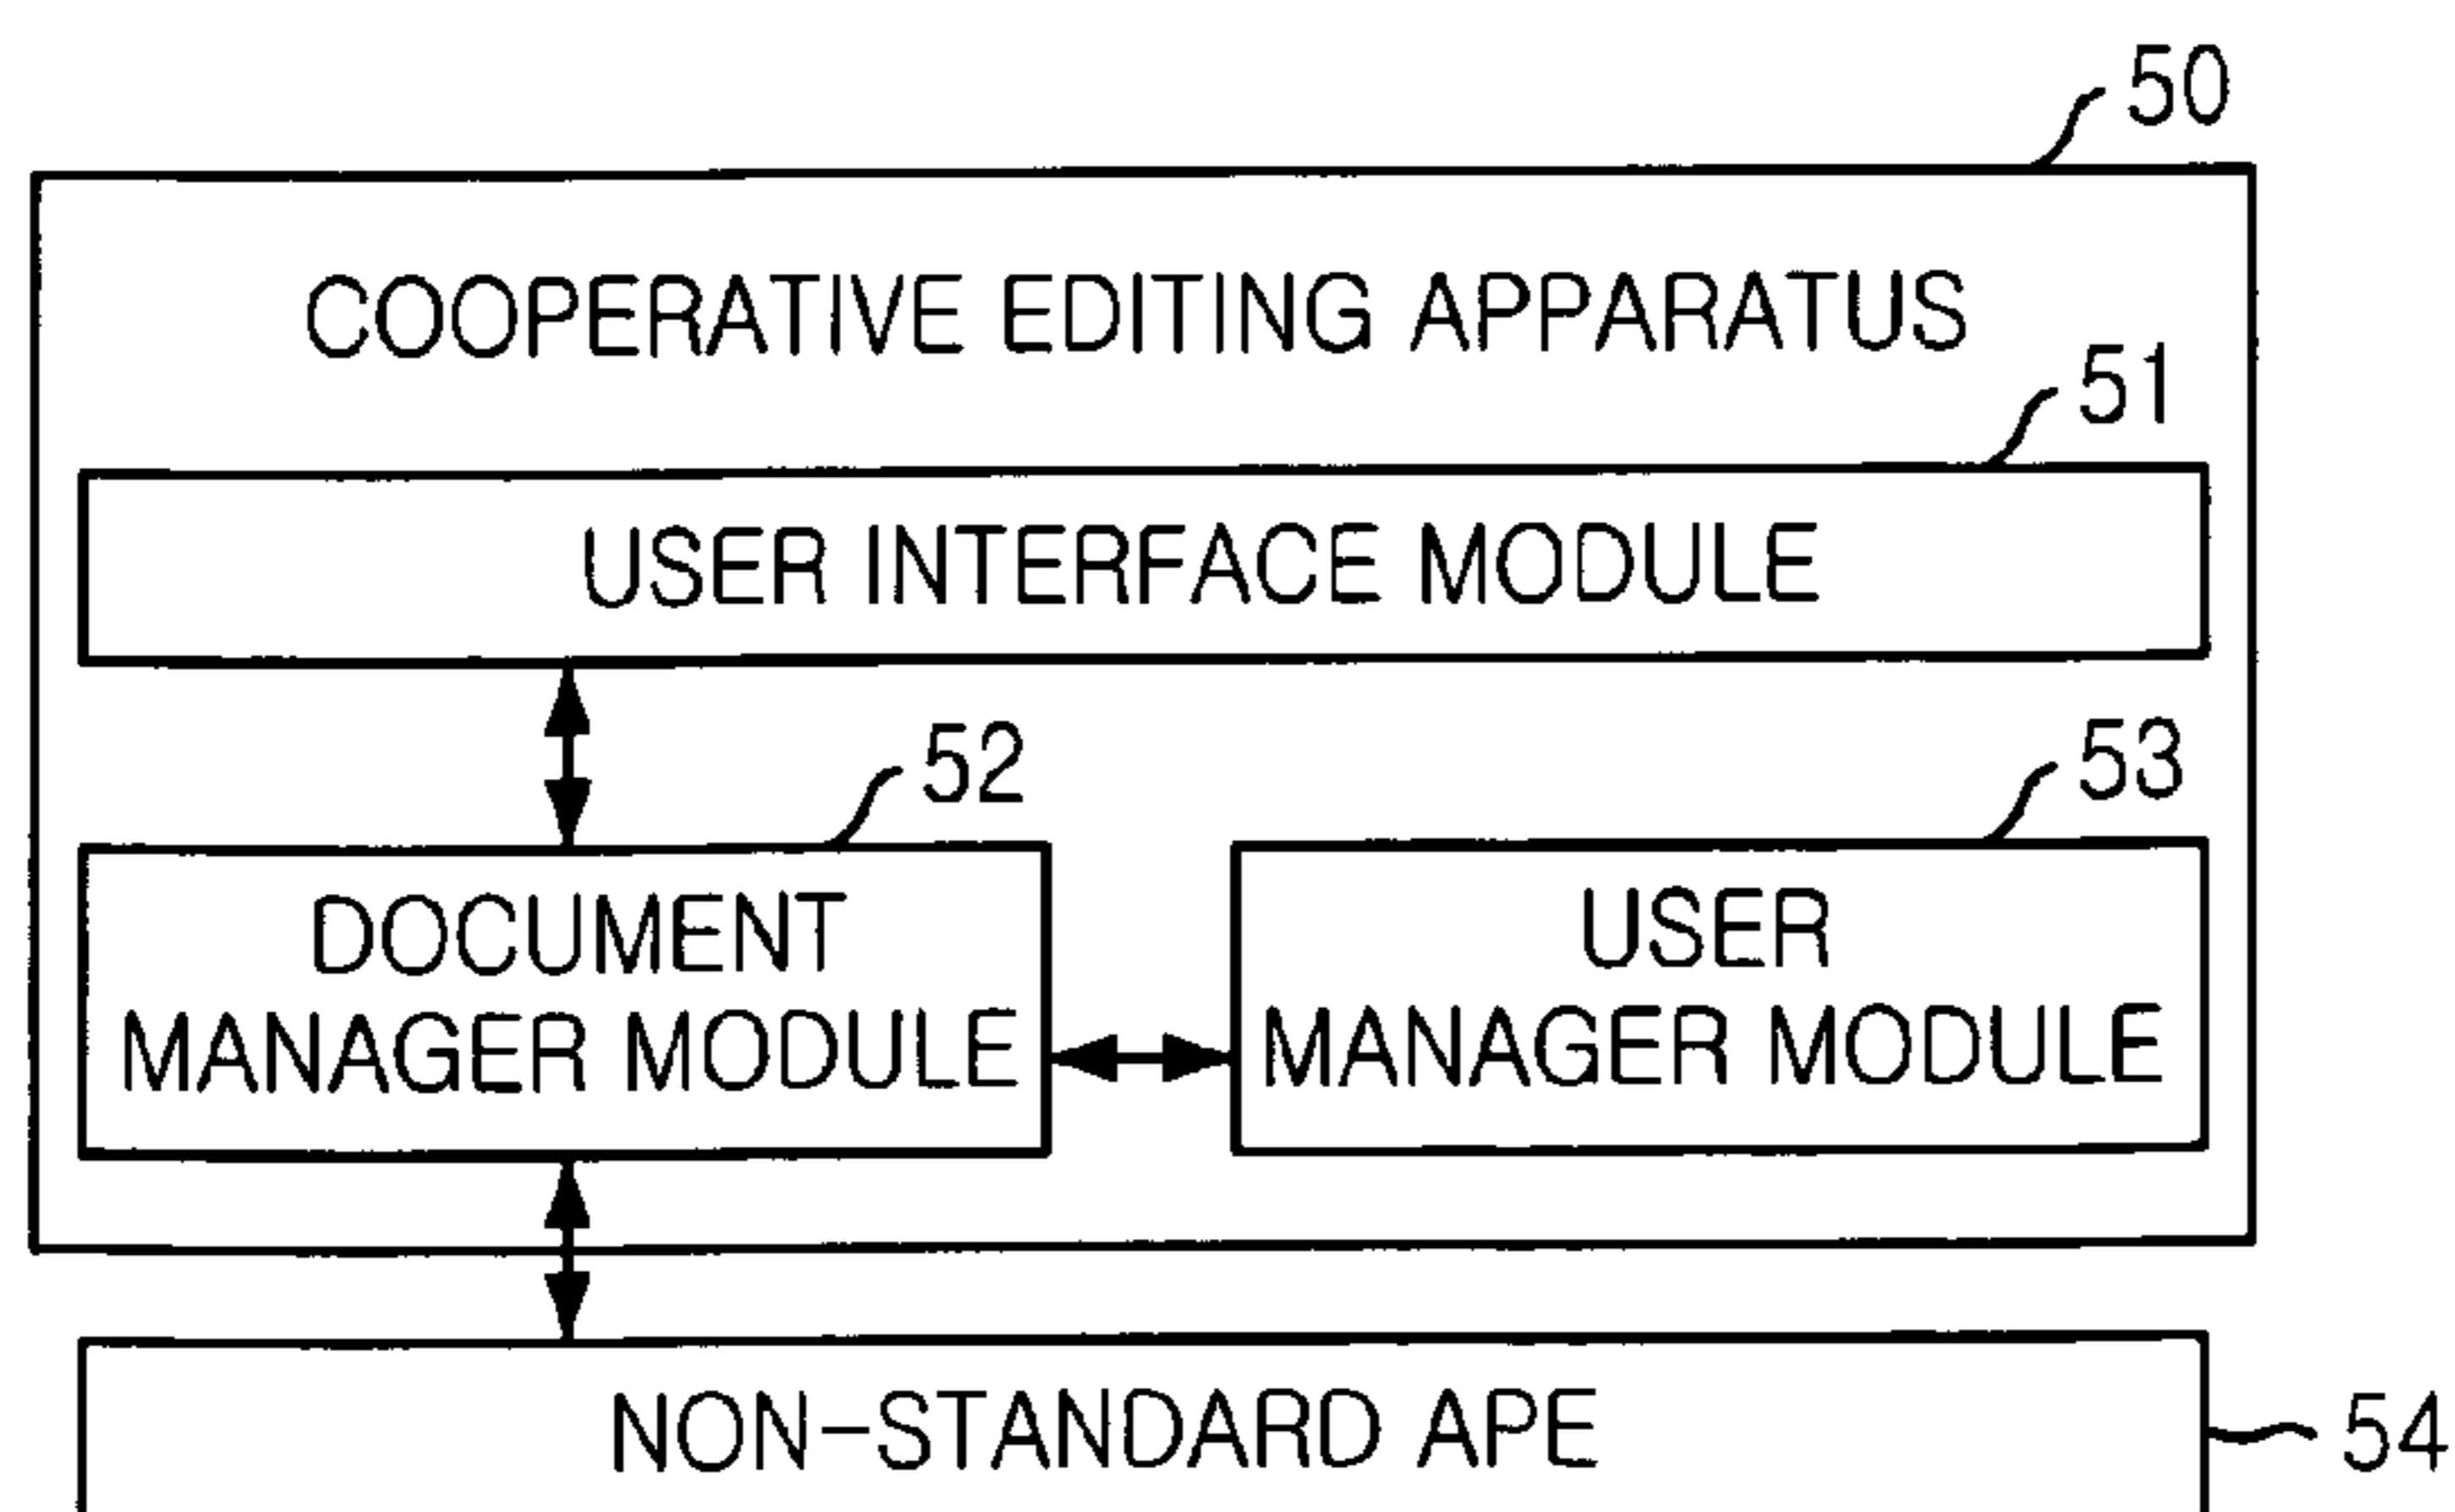 50
COOPERATIVE EDITING APPARATUS
51
USER INTERFACE MODULE
52
53
DOCUMENT
MANAGER MODULE
USER
MANAGER MODULE
NON-STANDARD APE
54